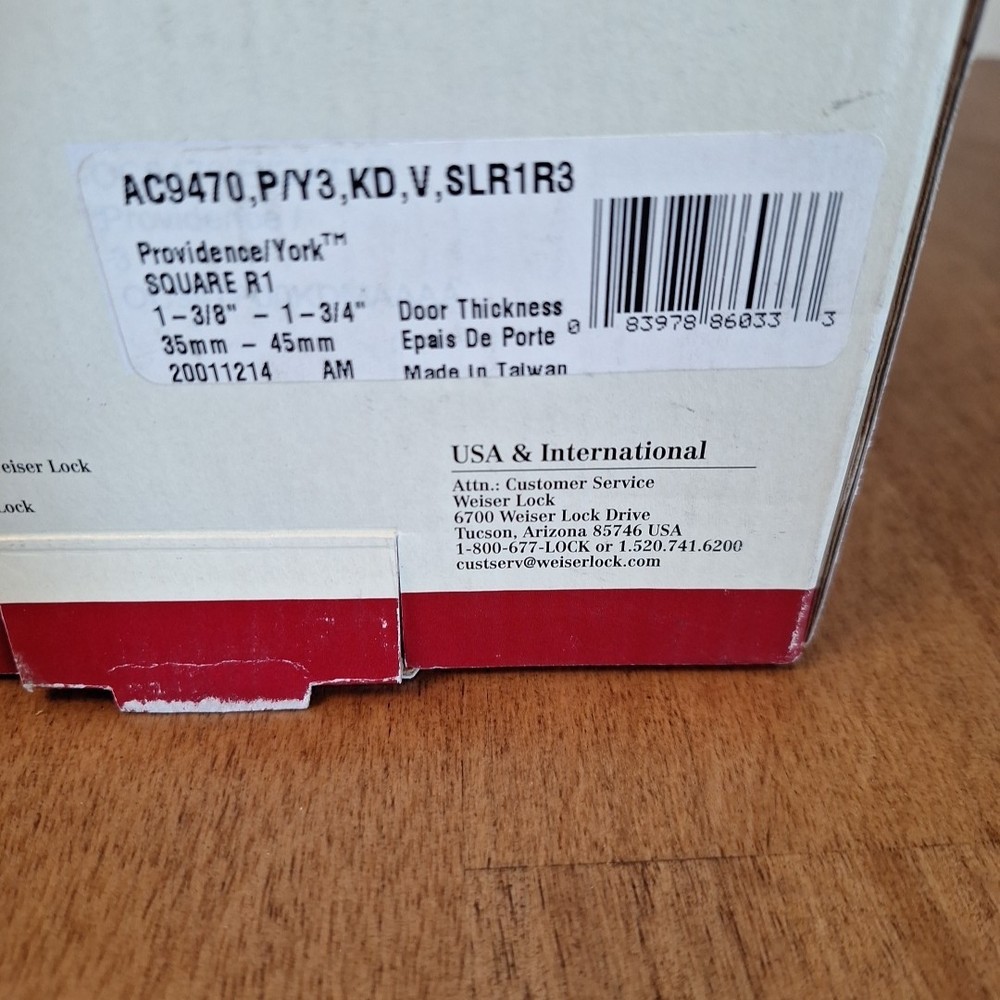 AC9470,P/Y3,KD,V,SLR1R3
Providence/York™
SQUARE R1
1-3/8" - 1-3/4" Door Thickness
35mm - 45mm Epais De Porte
20011214 AM Made In Taiwan
0 83978 86033 3
eiser Lock
Lock
USA & International
Attn.: Customer Service
Weiser Lock
6700 Weiser Lock Drive
Tucson, Arizona 85746 USA
1-800-677-LOCK or 1.520.741.6200
custserv@weiserlock.com